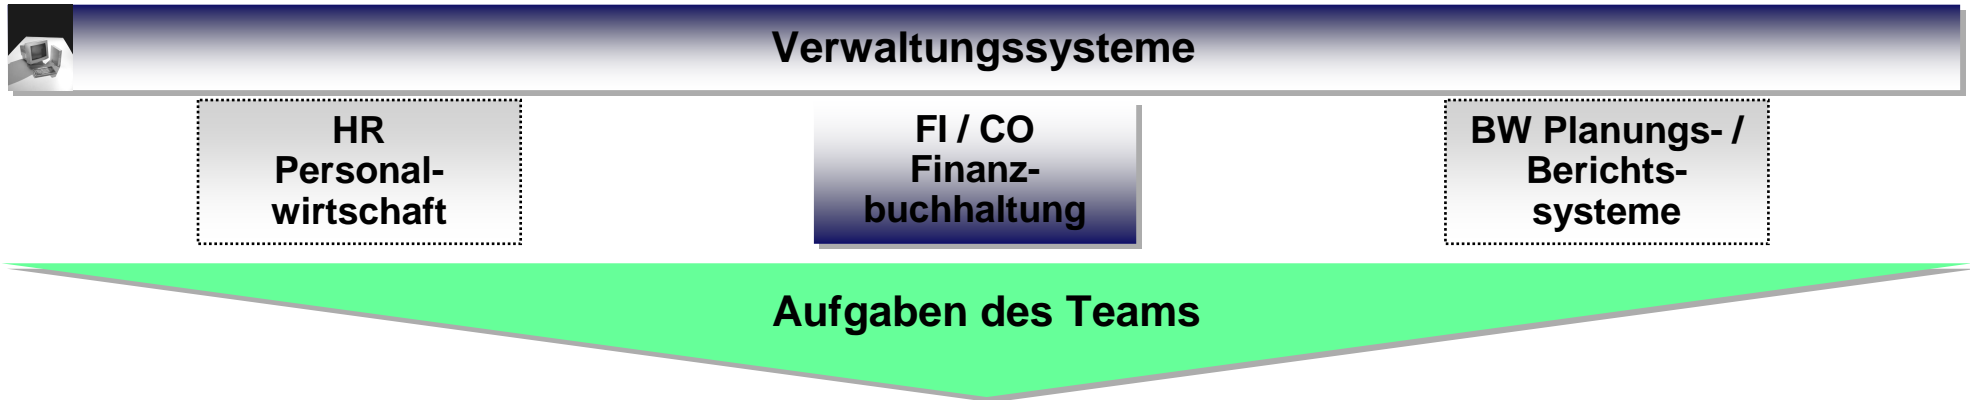 Verwaltungssysteme
HR
Personal-
wirtschaft
FI / CO
Finanz-
buchhaltung
BW Planungs- /
Berichts-
systeme
Aufgaben des Teams